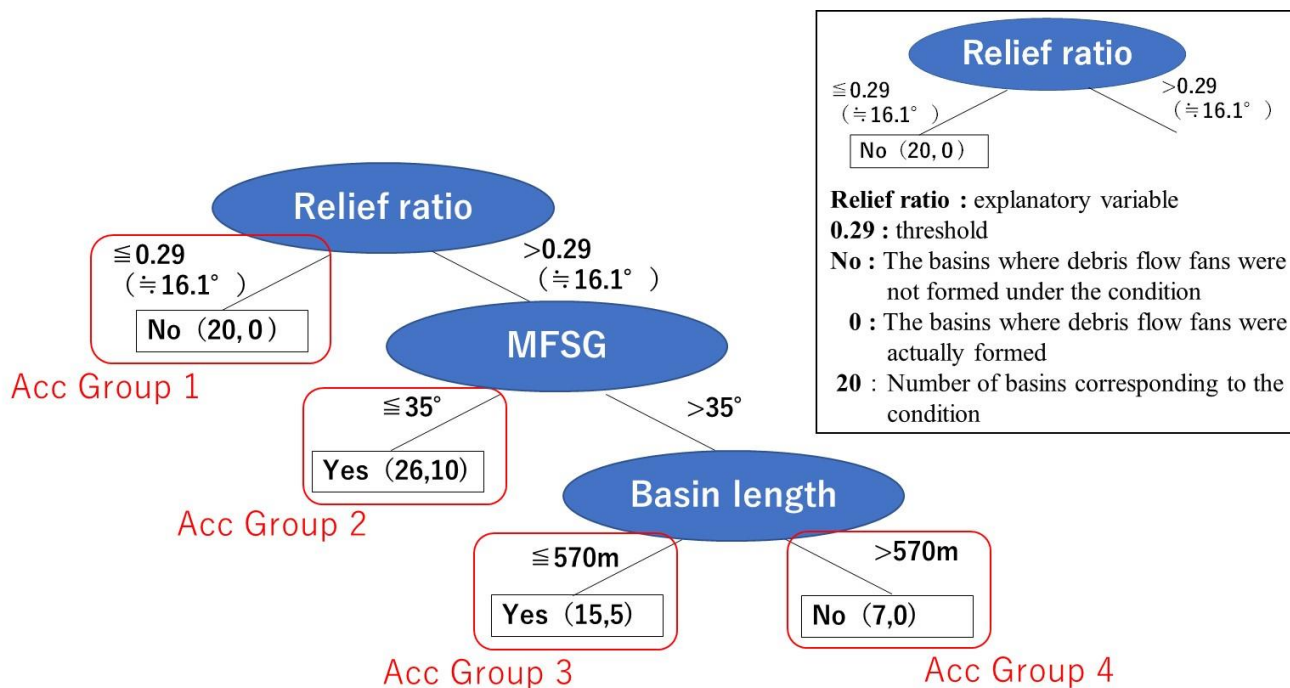 Relief ratio
≦0.29
(≒16.1°)
>0.29
(≒16.1°)
No (20, 0)
Acc Group 1
MFSG
≦35°
>35°
Yes (26,10)
Acc Group 2
Basin length
≦570m
>570m
Yes (15,5)
No (7,0)
Acc Group 3
Acc Group 4
Relief ratio
≦0.29
(≒16.1°)
>0.29
(≒16.1°)
No (20, 0)
Relief ratio : explanatory variable
0.29 : threshold
No : The basins where debris flow fans were
not formed under the condition
0 : The basins where debris flow fans were
actually formed
20 : Number of basins corresponding to the
condition